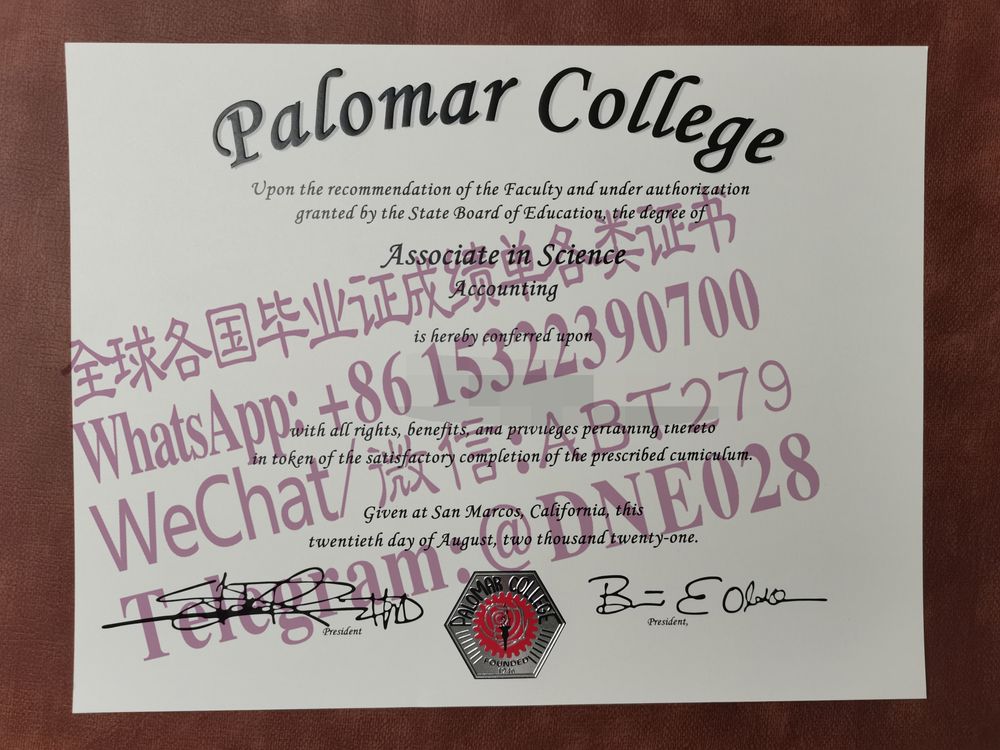 Palomar College
Upon the recommendation of the Faculty and under authorization
granted by the State Board of Education, the degree of
Associate in Science
Accounting
is hereby conferred upon
with all rights, benefits, and privileges pertaining thereto
in token of the satisfactory completion of the prescribed cumiculum.
Given at San Marcos, California, this
twentieth day of August, two thousand twenty-one.
President
President,
PALOMAR COLLEGE
FOUNDED
1946
全球各国毕业证成绩单各类证书
WhatsApp: +86 15322390700
WeChat/微信:ABT279
Telegram:@DNE028